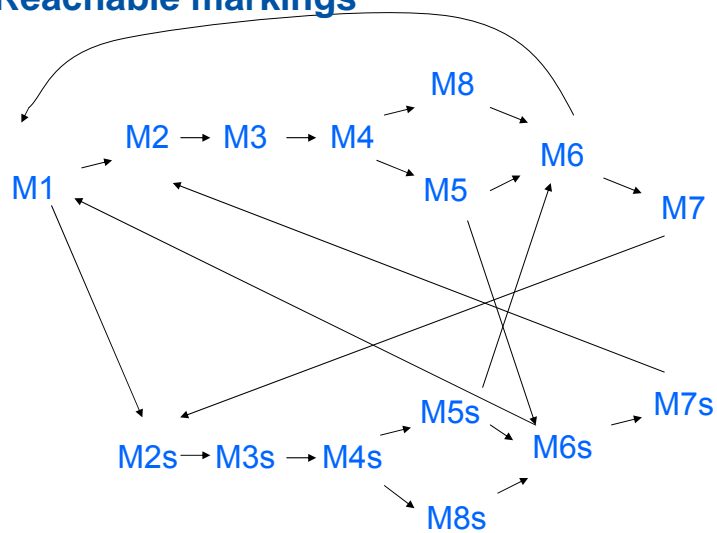 Reachable markings
M8
M2 M3 M4
M6
M1 M5
M7
M5s M7s
M2s M3s M4s M6s
M8s